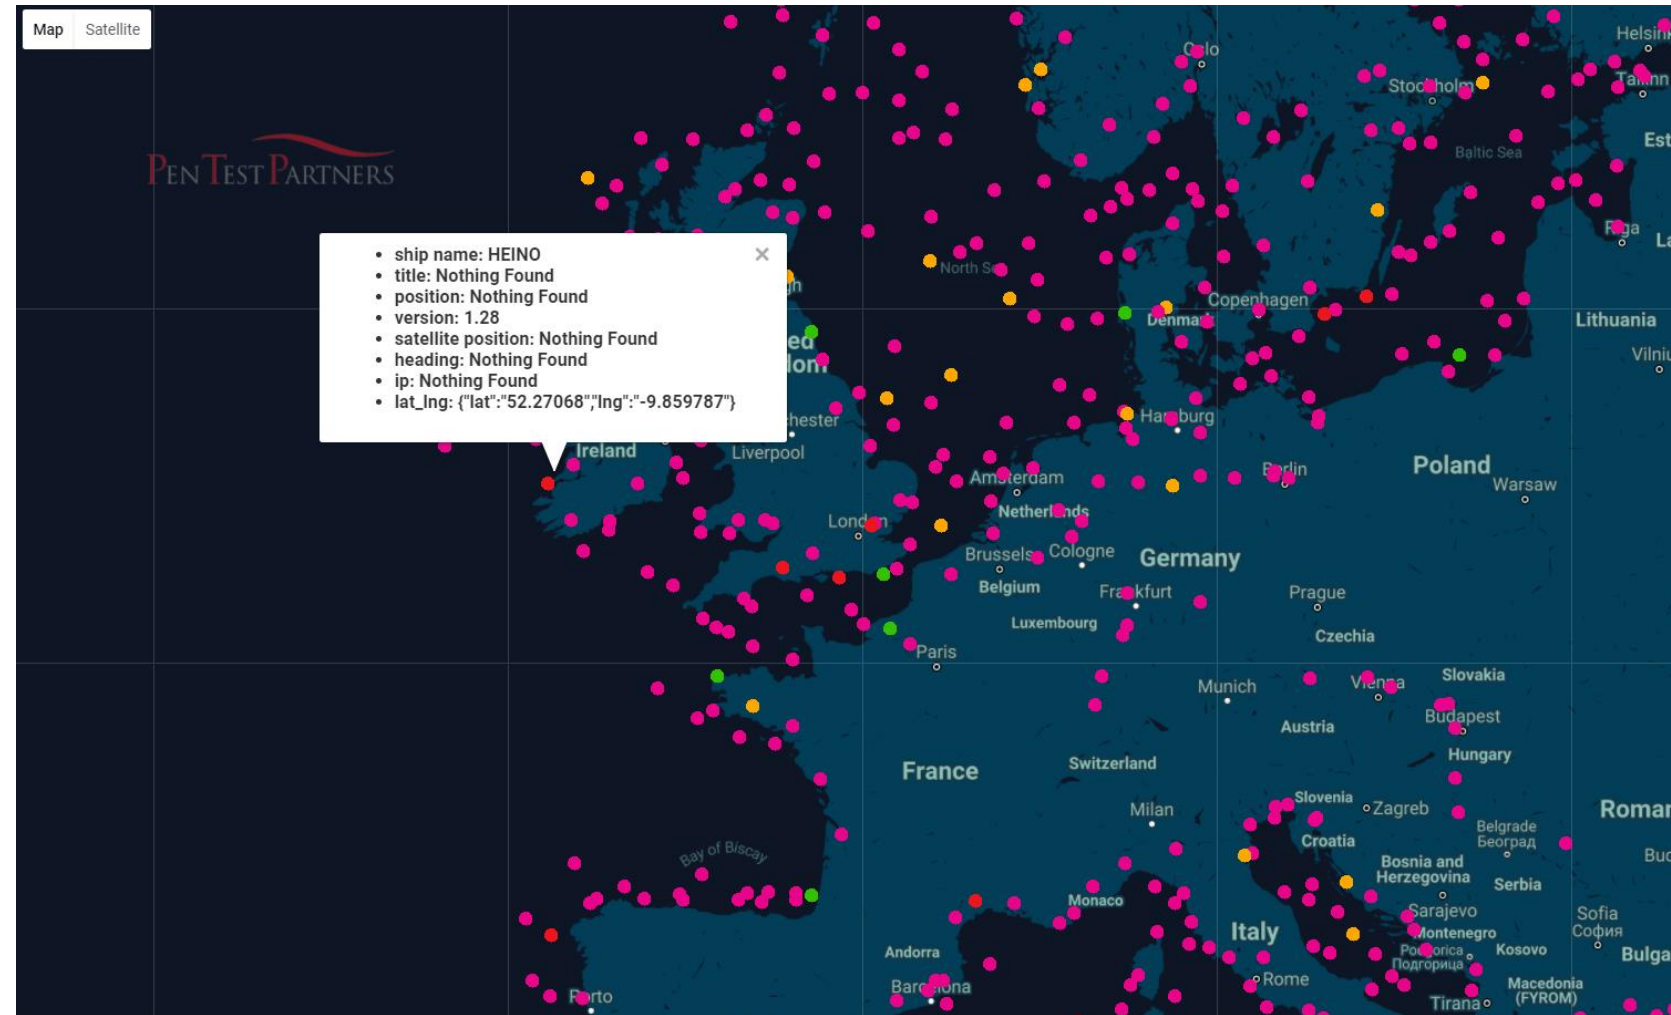 Map Satellite
PEN TEST PARTNERS
ship name: HEINO
title: Nothing Found
position: Nothing Found
version: 1.28
satellite position: Nothing Found
heading: Nothing Found
ip: Nothing Found
lat_lng: {"lat":"52.27068","lng":"-9.859787"}
Stockholm
Baltic Sea
Copenhagen
Lithuania
Ireland
Liverpool
London
Amsterdam
Netherlands
Hamburg
Berlin
Poland
Warsaw
Brussels
Cologne
Germany
Belgium
Frankfurt
Prague
Luxembourg
Czechia
Paris
Munich
Vienna
Slovakia
Budapest
Austria
Hungary
France
Switzerland
Milan
Slovenia
Zagreb
Croatia
Belgrade
Београд
Bay of Biscay
Bosnia and
Herzegovina
Serbia
Monaco
Sarajevo
Sofia
София
Italy
Montenegro
Kosovo
Andorra
Подгорица
Barcelona
Rome
Macedonia
(FYROM)
Porto
Tirana